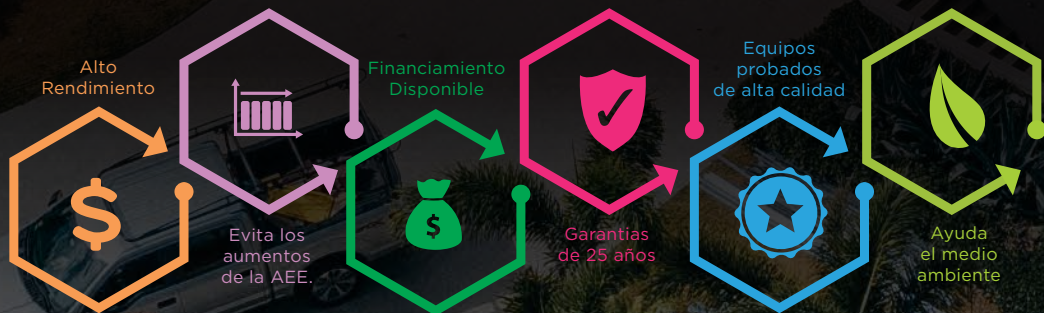 Alto
Rendimiento
Evita los
aumentos
de la AEE.
Financiamiento
Disponible
$
$
Garantias
de 25 años
Equipos
probados
de alta calidad
Ayuda
el medio
ambiente